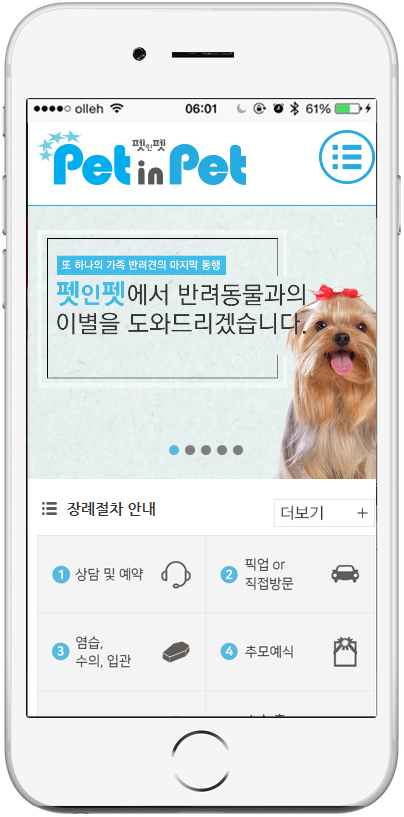 olleh 06:01 61%
펫인펫
Pet in Pet
또 하나의 가족 반려견의 마지막 동행
펫인펫에서 반려동물과의
이별을 도와드리겠습니다.
장례절차 안내
더보기 +
1 상담 및 예약
2 픽업 or
직접방문
3 염습,
수의, 입관
4 추모예식